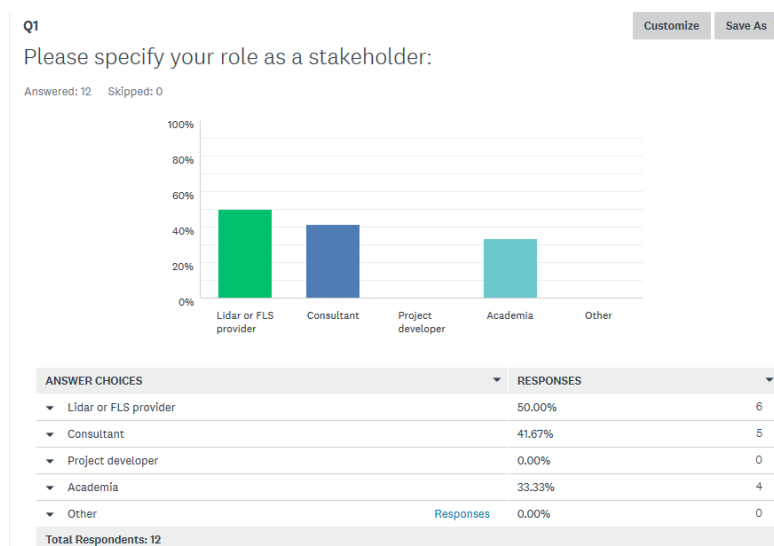 Q1
Customize
Save As
Please specify your role as a stakeholder:
Answered: 12 Skipped: 0
100%
80%
60%
40%
20%
0%
Lidar or FLS provider
Consultant
Project developer
Academia
Other
ANSWER CHOICES RESPONSES
Lidar or FLS provider 50.00% 6
Consultant 41.67% 5
Project developer 0.00% 0
Academia 33.33% 4
Other Responses 0.00% 0
Total Respondents: 12